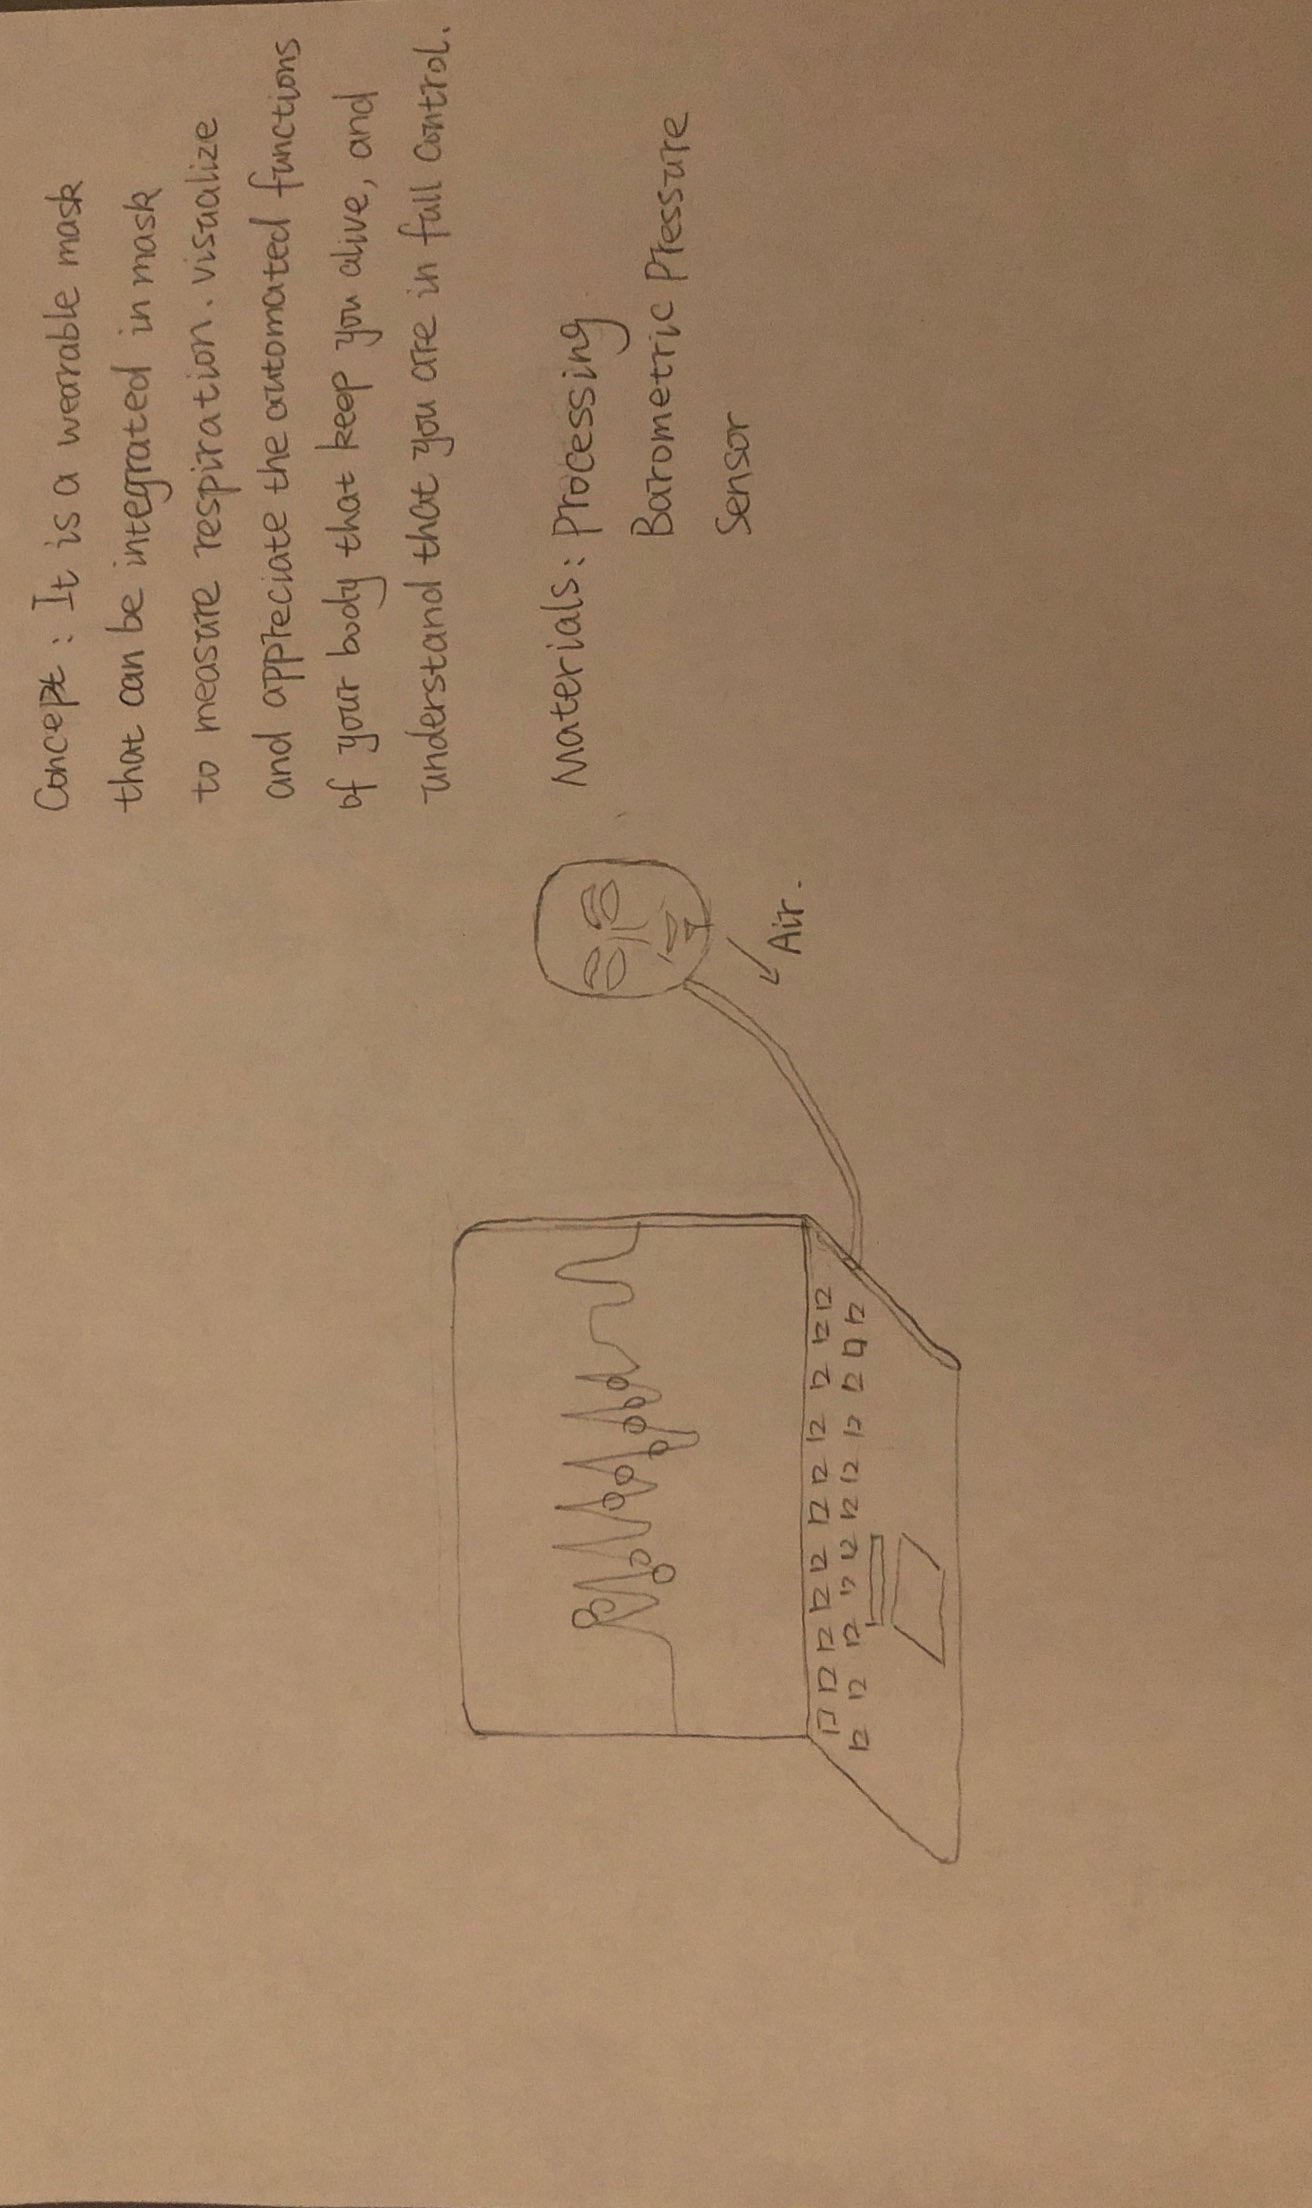 Concept : It is a wearable mask
that can be integrated in mask
to measure respiration. visualize
and appreciate the automated functions
of your body that keep you alive, and
understand that you are in full control.
Materials : Processing
Barometric Pressure
Sensor
Air.